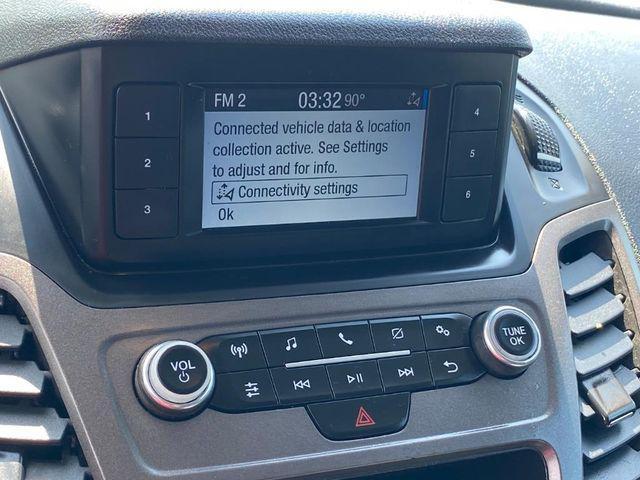 FM 2 03:32 90°
Connected vehicle data & location
collection active. See Settings
to adjust and for info.
Connectivity settings
Ok
1
2
3
4
5
6
VOL
TUNE
OK